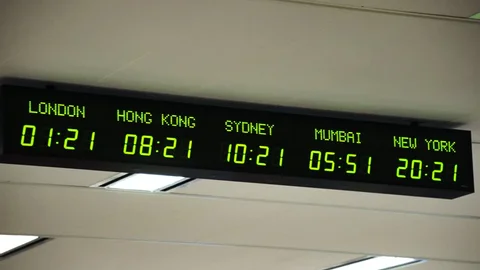 LONDON HONG KONG SYDNEY MUMBAI NEW YORK
01:21 08:21 10:21 05:51 20:21